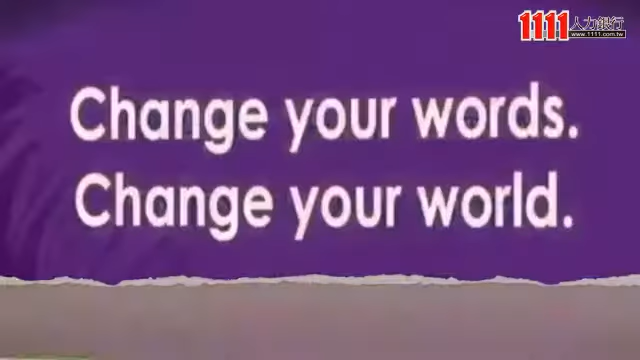 1111人力銀行
www.1111.com.tw
Change your words.
Change your world.